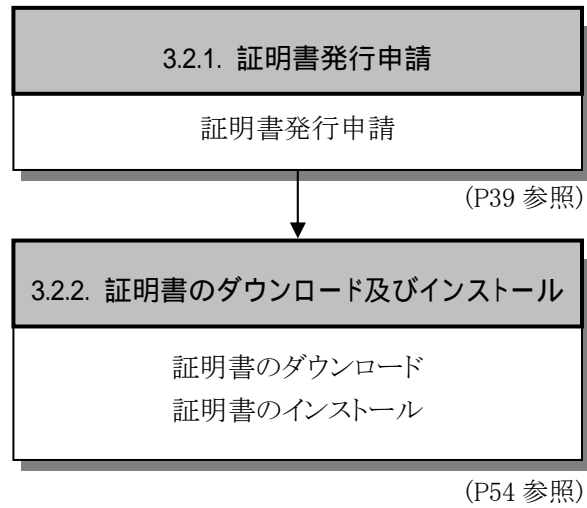 3.2.1. 証明書発行申請
証明書発行申請
(P39 参照)
3.2.2. 証明書のダウンロード及びインストール
証明書のダウンロード
証明書のインストール
(P54 参照)